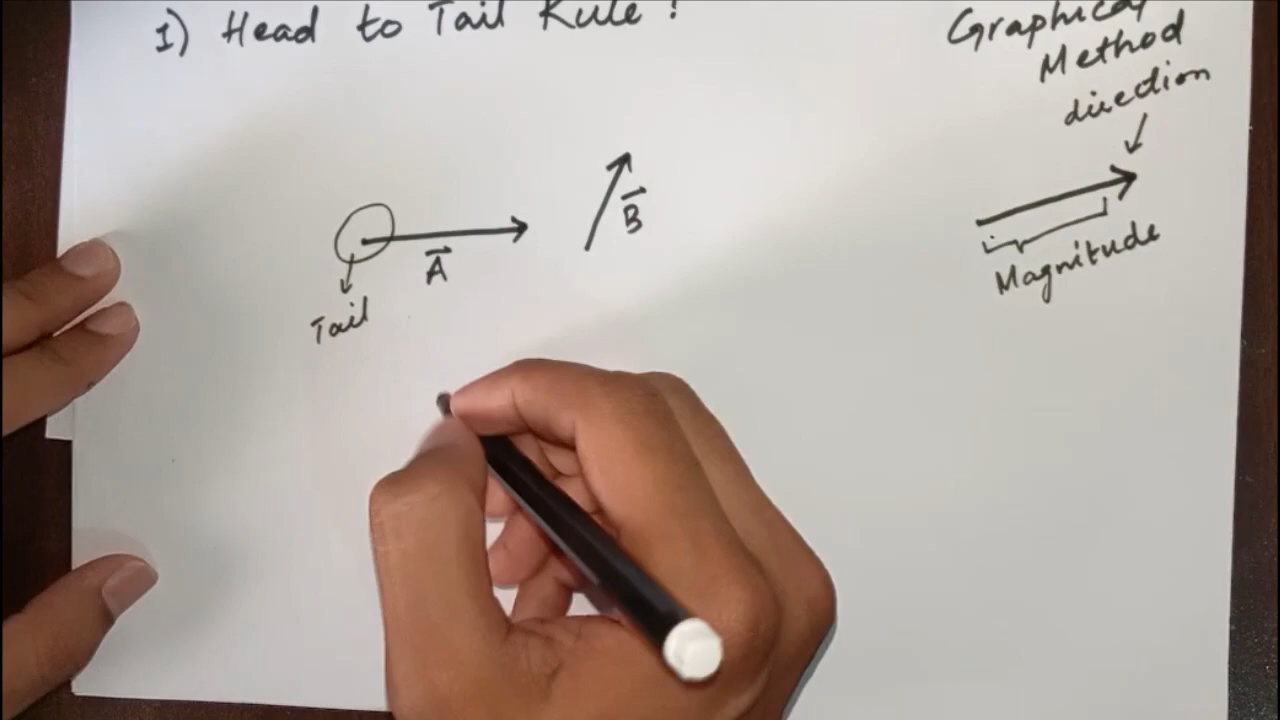 1) Head to Tail Rule :
Graphical
Method
direction
Magnitude
A
B
Tail